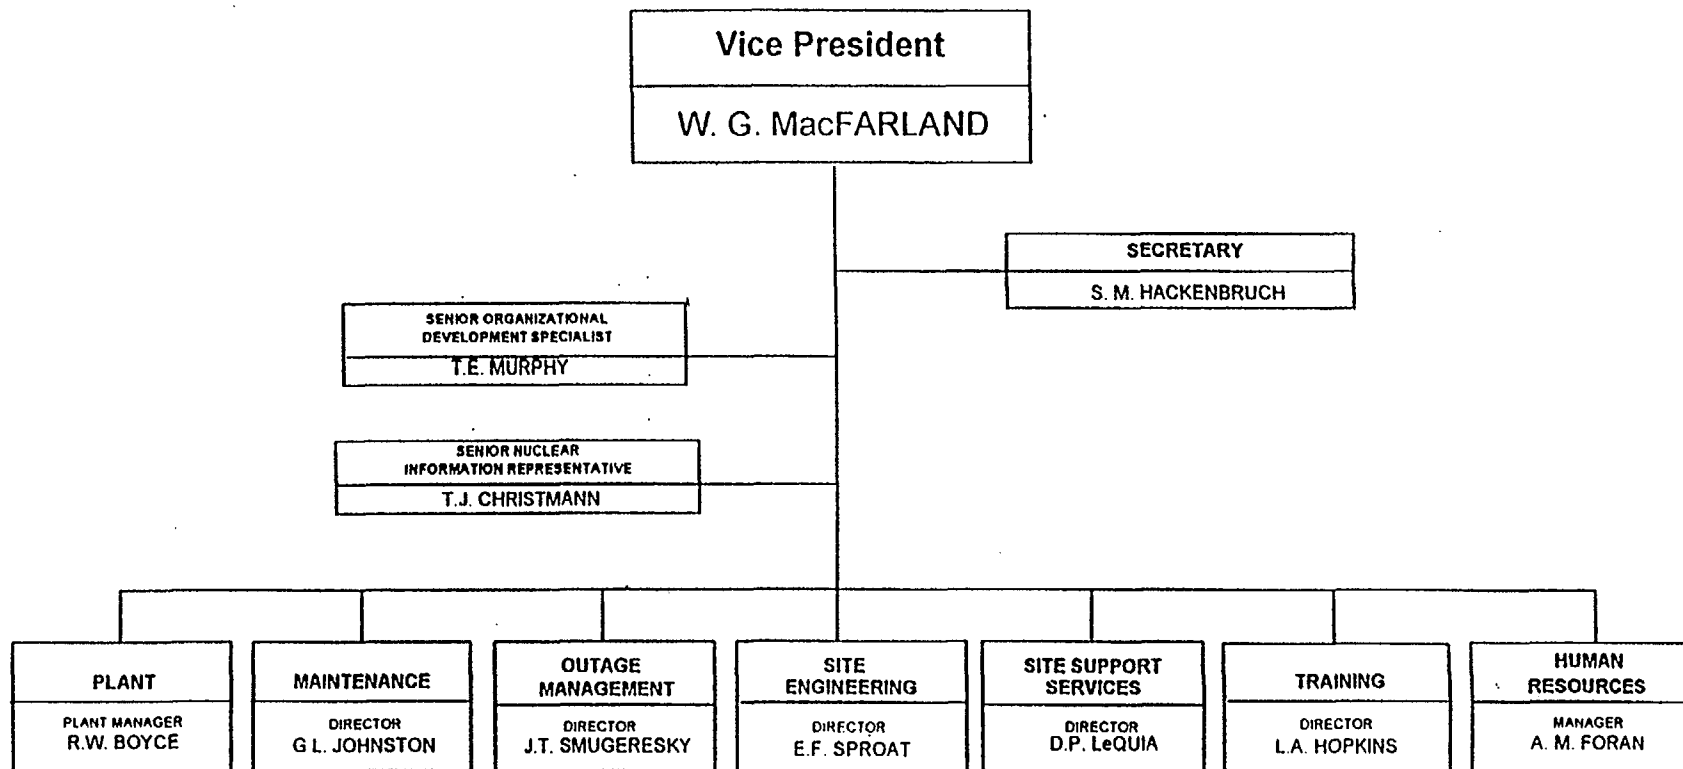 Vice President
W. G. MacFARLAND
SECRETARY
S. M. HACKENBRUCH
SENIOR ORGANIZATIONAL
DEVELOPMENT SPECIALIST
T.E. MURPHY
SENIOR NUCLEAR
INFORMATION REPRESENTATIVE
T.J. CHRISTMANN
PLANT
PLANT MANAGER
R.W. BOYCE
MAINTENANCE
DIRECTOR
G L. JOHNSTON
OUTAGE
MANAGEMENT
DIRECTOR
J.T. SMUGERESKY
SITE
ENGINEERING
DIRECTOR
E.F. SPROAT
SITE SUPPORT
SERVICES
DIRECTOR
D.P. LeQUIA
TRAINING
DIRECTOR
L.A. HOPKINS
HUMAN
RESOURCES
MANAGER
A. M. FORAN